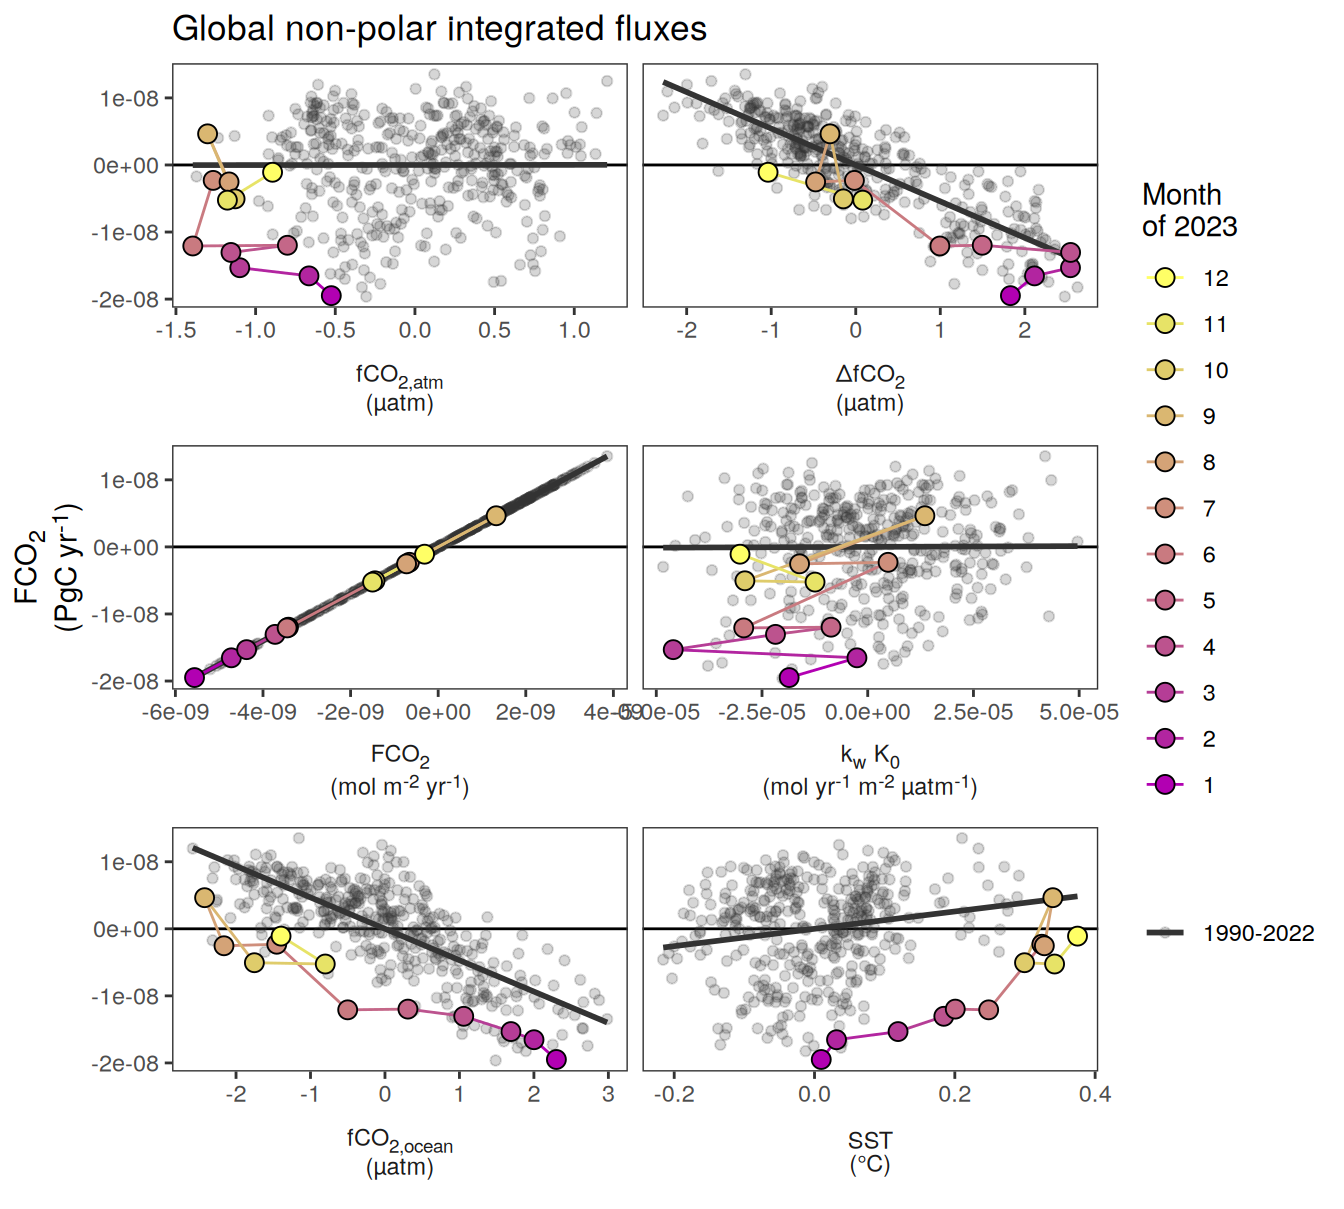 Global non-polar integrated fluxes
1e-08
0e+00
-1e-08
-2e-08
-1.5 -1.0 -0.5 0.0 0.5 1.0
fCO2,atm
(µatm)
-2 -1 0 1 2
ΔfCO2
(µatm)
FCO2
(PgC yr-1)
1e-08
0e+00
-1e-08
-2e-08
-6e-09 -4e-09 -2e-09 0e+00 2e-09 4e-09
FCO2
(mol m-2 yr-1)
-5.0e-05 -2.5e-05 0.0e+00 2.5e-05 5.0e-05
kw K0
(mol yr-1 m-2 µatm-1)
1e-08
0e+00
-1e-08
-2e-08
-2 -1 0 1 2 3
fCO2,ocean
(µatm)
-0.2 0.0 0.2 0.4
SST
(°C)
Month
of 2023
12
11
10
9
8
7
6
5
4
3
2
1
1990-2022